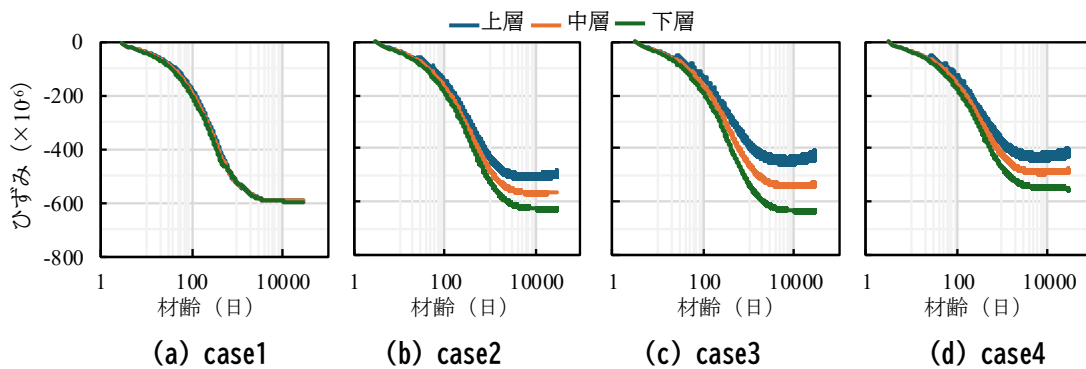 上層 中層 下層
ひずみ（×10⁻⁶）
0
-200
-400
-600
-800
1 100 10000 1 100 10000 1 100 10000 1 100 10000
材齢（日） 材齢（日） 材齢（日） 材齢（日）
(a) case1 (b) case2 (c) case3 (d) case4